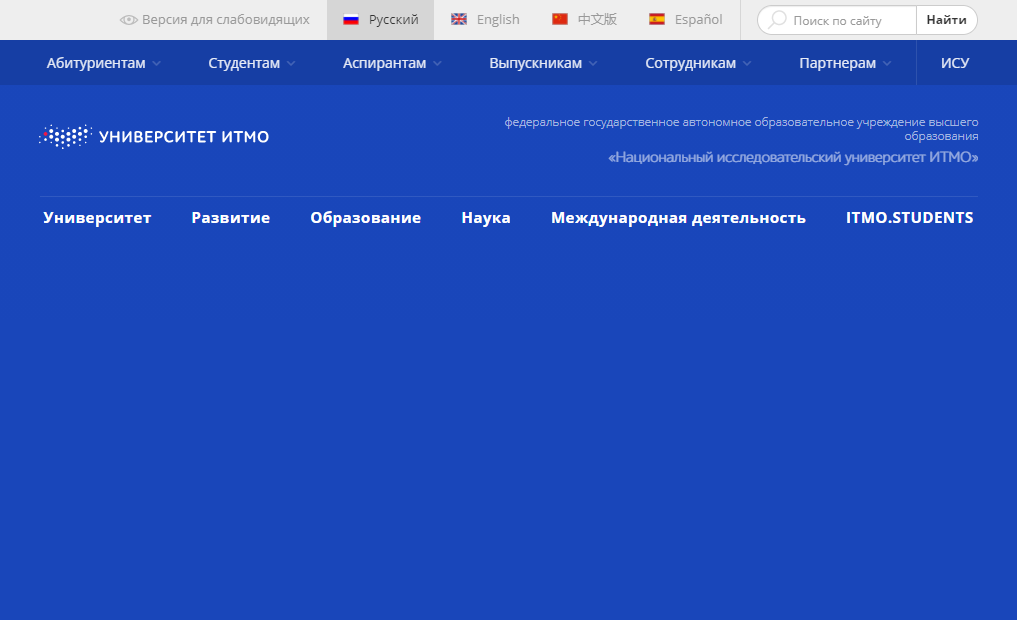 Версия для слабовидящих Русский English 中文版 Español Поиск по сайту Найти
Абитуриентам Студентам Аспирантам Выпускникам Сотрудникам Партнерам ИСУ
УНИВЕРСИТЕТ ИТМО
федеральное государственное автономное образовательное учреждение высшего
образования
«Национальный исследовательский университет ИТМО»
Университет Развитие Образование Наука Международная деятельность ITMO.STUDENTS